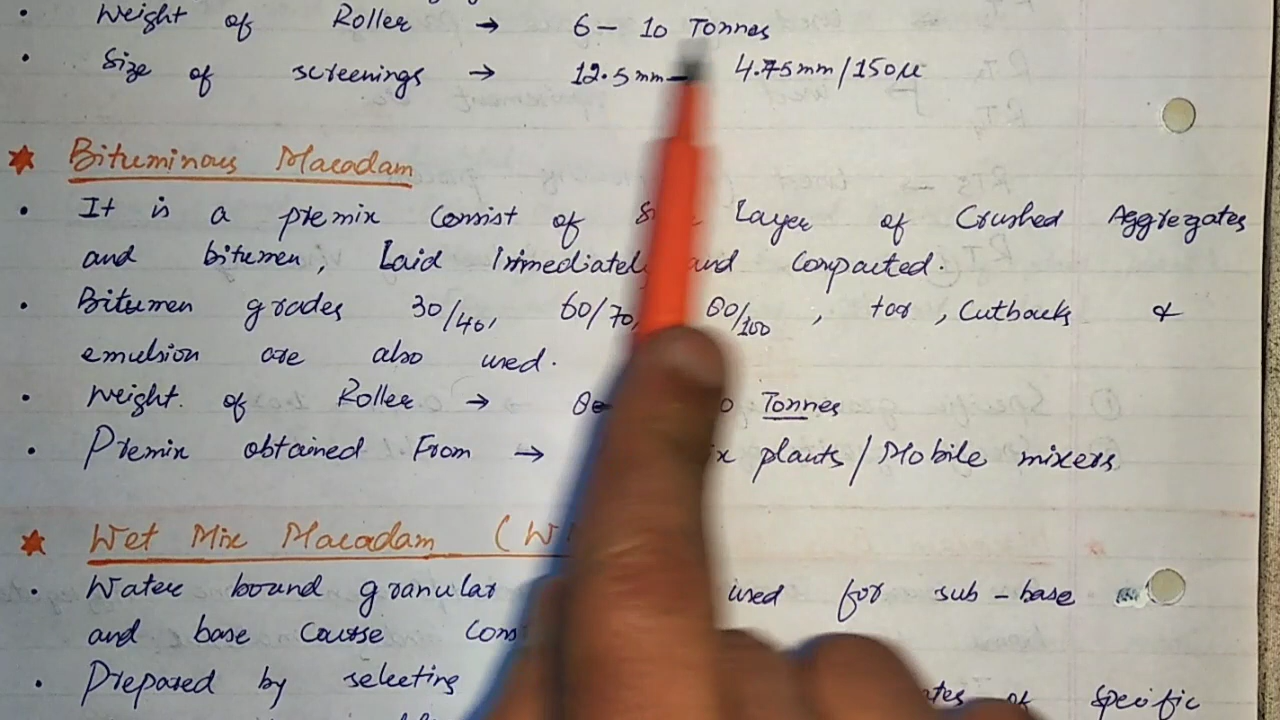 Weight of Roller → 6 - 10 Tonnes
Size of screenings → 12.5mm - 4.75mm/150μ
Bituminous Macadam
It is a premix Consist of Layer of Crushed Aggregates
and bitumen, Laid Immediately and Compacted.
Bitumen grades 30/40, 60/70, 80/100, tar, Cutbacks &
emulsion are also used.
Weight of Roller → Tonnes
Premix obtained From → plants/Mobile mixers
Wet Mix Macadam
Water bound granular used for sub-base
and base Course
Prepared by selecting of Specific